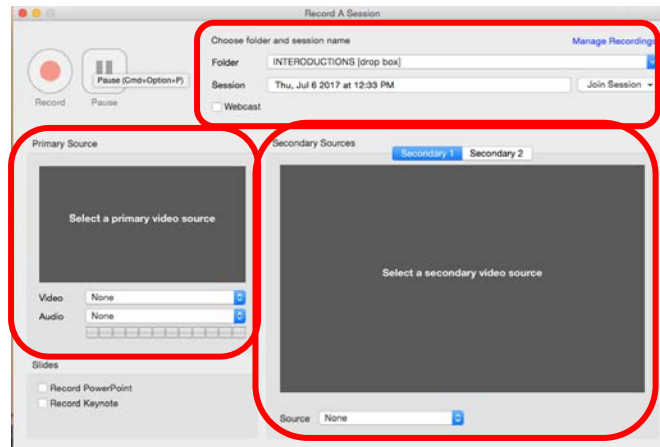 Record A Session
Choose folder and session name
Manage Recordings
Folder
INTERODUCTIONS [drop box]
Pause (Cmd+Option+P)
Session
Thu, Jul 6 2017 at 12:33 PM
Join Session
Record
Pause
Webcast
Primary Source
Secondary Sources
Secondary 1
Secondary 2
Select a primary video source
Select a secondary video source
Video
None
Audio
None
Slides
Record PowerPoint
Record Keynote
Source
None